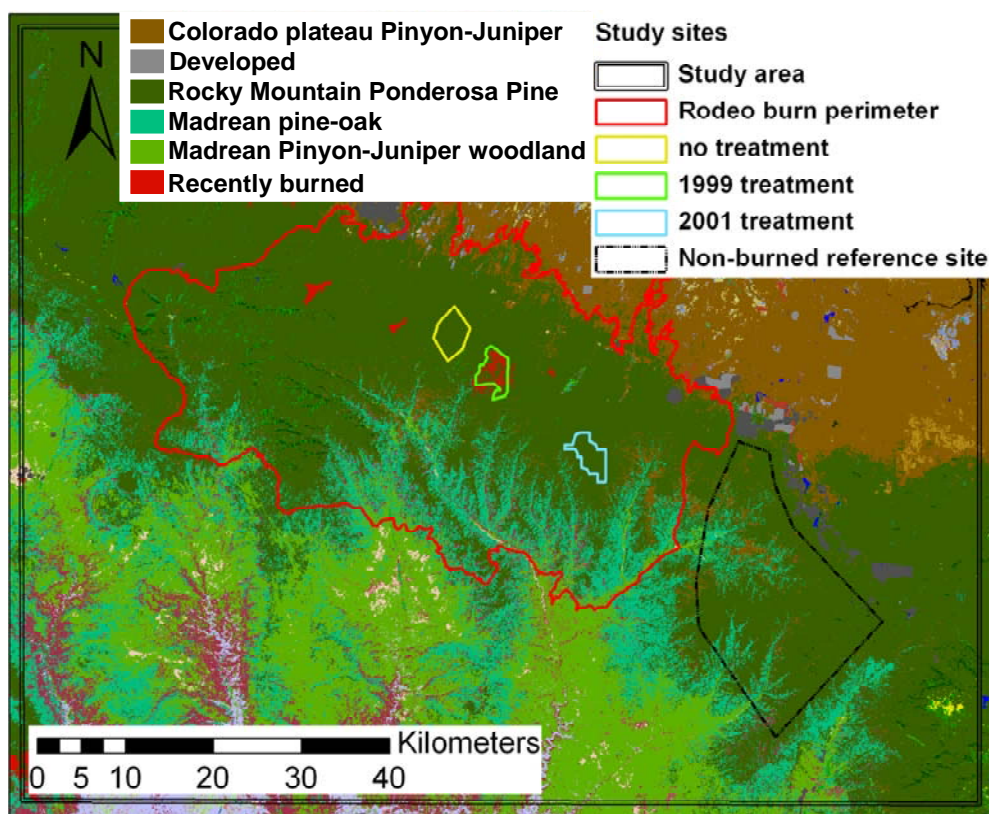 Colorado plateau Pinyon-Juniper
Developed
Rocky Mountain Ponderosa Pine
Madrean pine-oak
Madrean Pinyon-Juniper woodland
Recently burned
N
Study sites
Study area
Rodeo burn perimeter
no treatment
1999 treatment
2001 treatment
Non-burned reference site
Kilometers
0 5 10 20 30 40